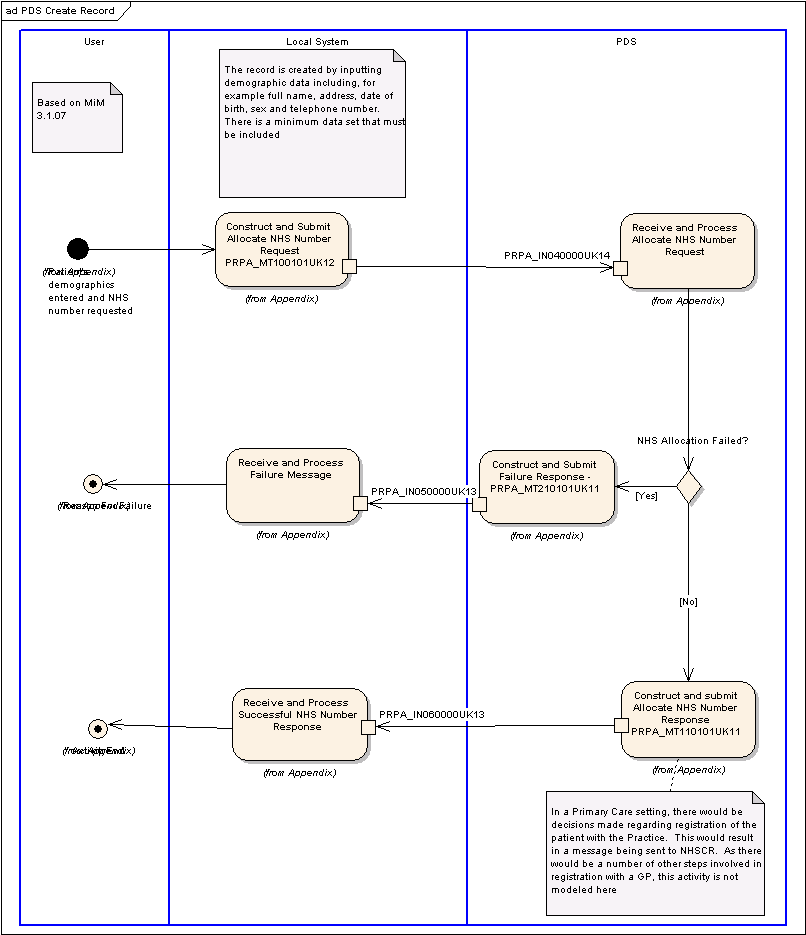 ad PDS Create Record
User
Local System
PDS
Based on MiM
3.1.07
The record is created by inputting
demographic data including, for
example full name, address, date of
birth, sex and telephone number.
There is a minimum data set that must
be included
Construct and Submit
Allocate NHS Number
Request
PRPA_MT100101UK12
(from Appendix)
PRPA_IN040000UK14
Receive and Process
Allocate NHS Number
Request
(from Appendix)
Appendix)
demographics
entered and NHS
number requested
NHS Allocation Failed?
Receive and Process
Failure Message
(from Appendix)
PRPA_IN050000UK13
Construct and Submit
Failure Response -
PRPA_MT210101UK11
(from Appendix)
[Yes]
Failure
[No]
Receive and Process
Successful NHS Number
Response
(from Appendix)
PRPA_IN060000UK13
Construct and submit
Allocate NHS Number
Response
PRPA_MT110101UK11
(from Appendix)
In a Primary Care setting, there would be
decisions made regarding registration of the
patient with the Practice. This would result
in a message being sent to NHSCR. As there
would be a number of other steps involved in
registration with a GP, this activity is not
modeled here